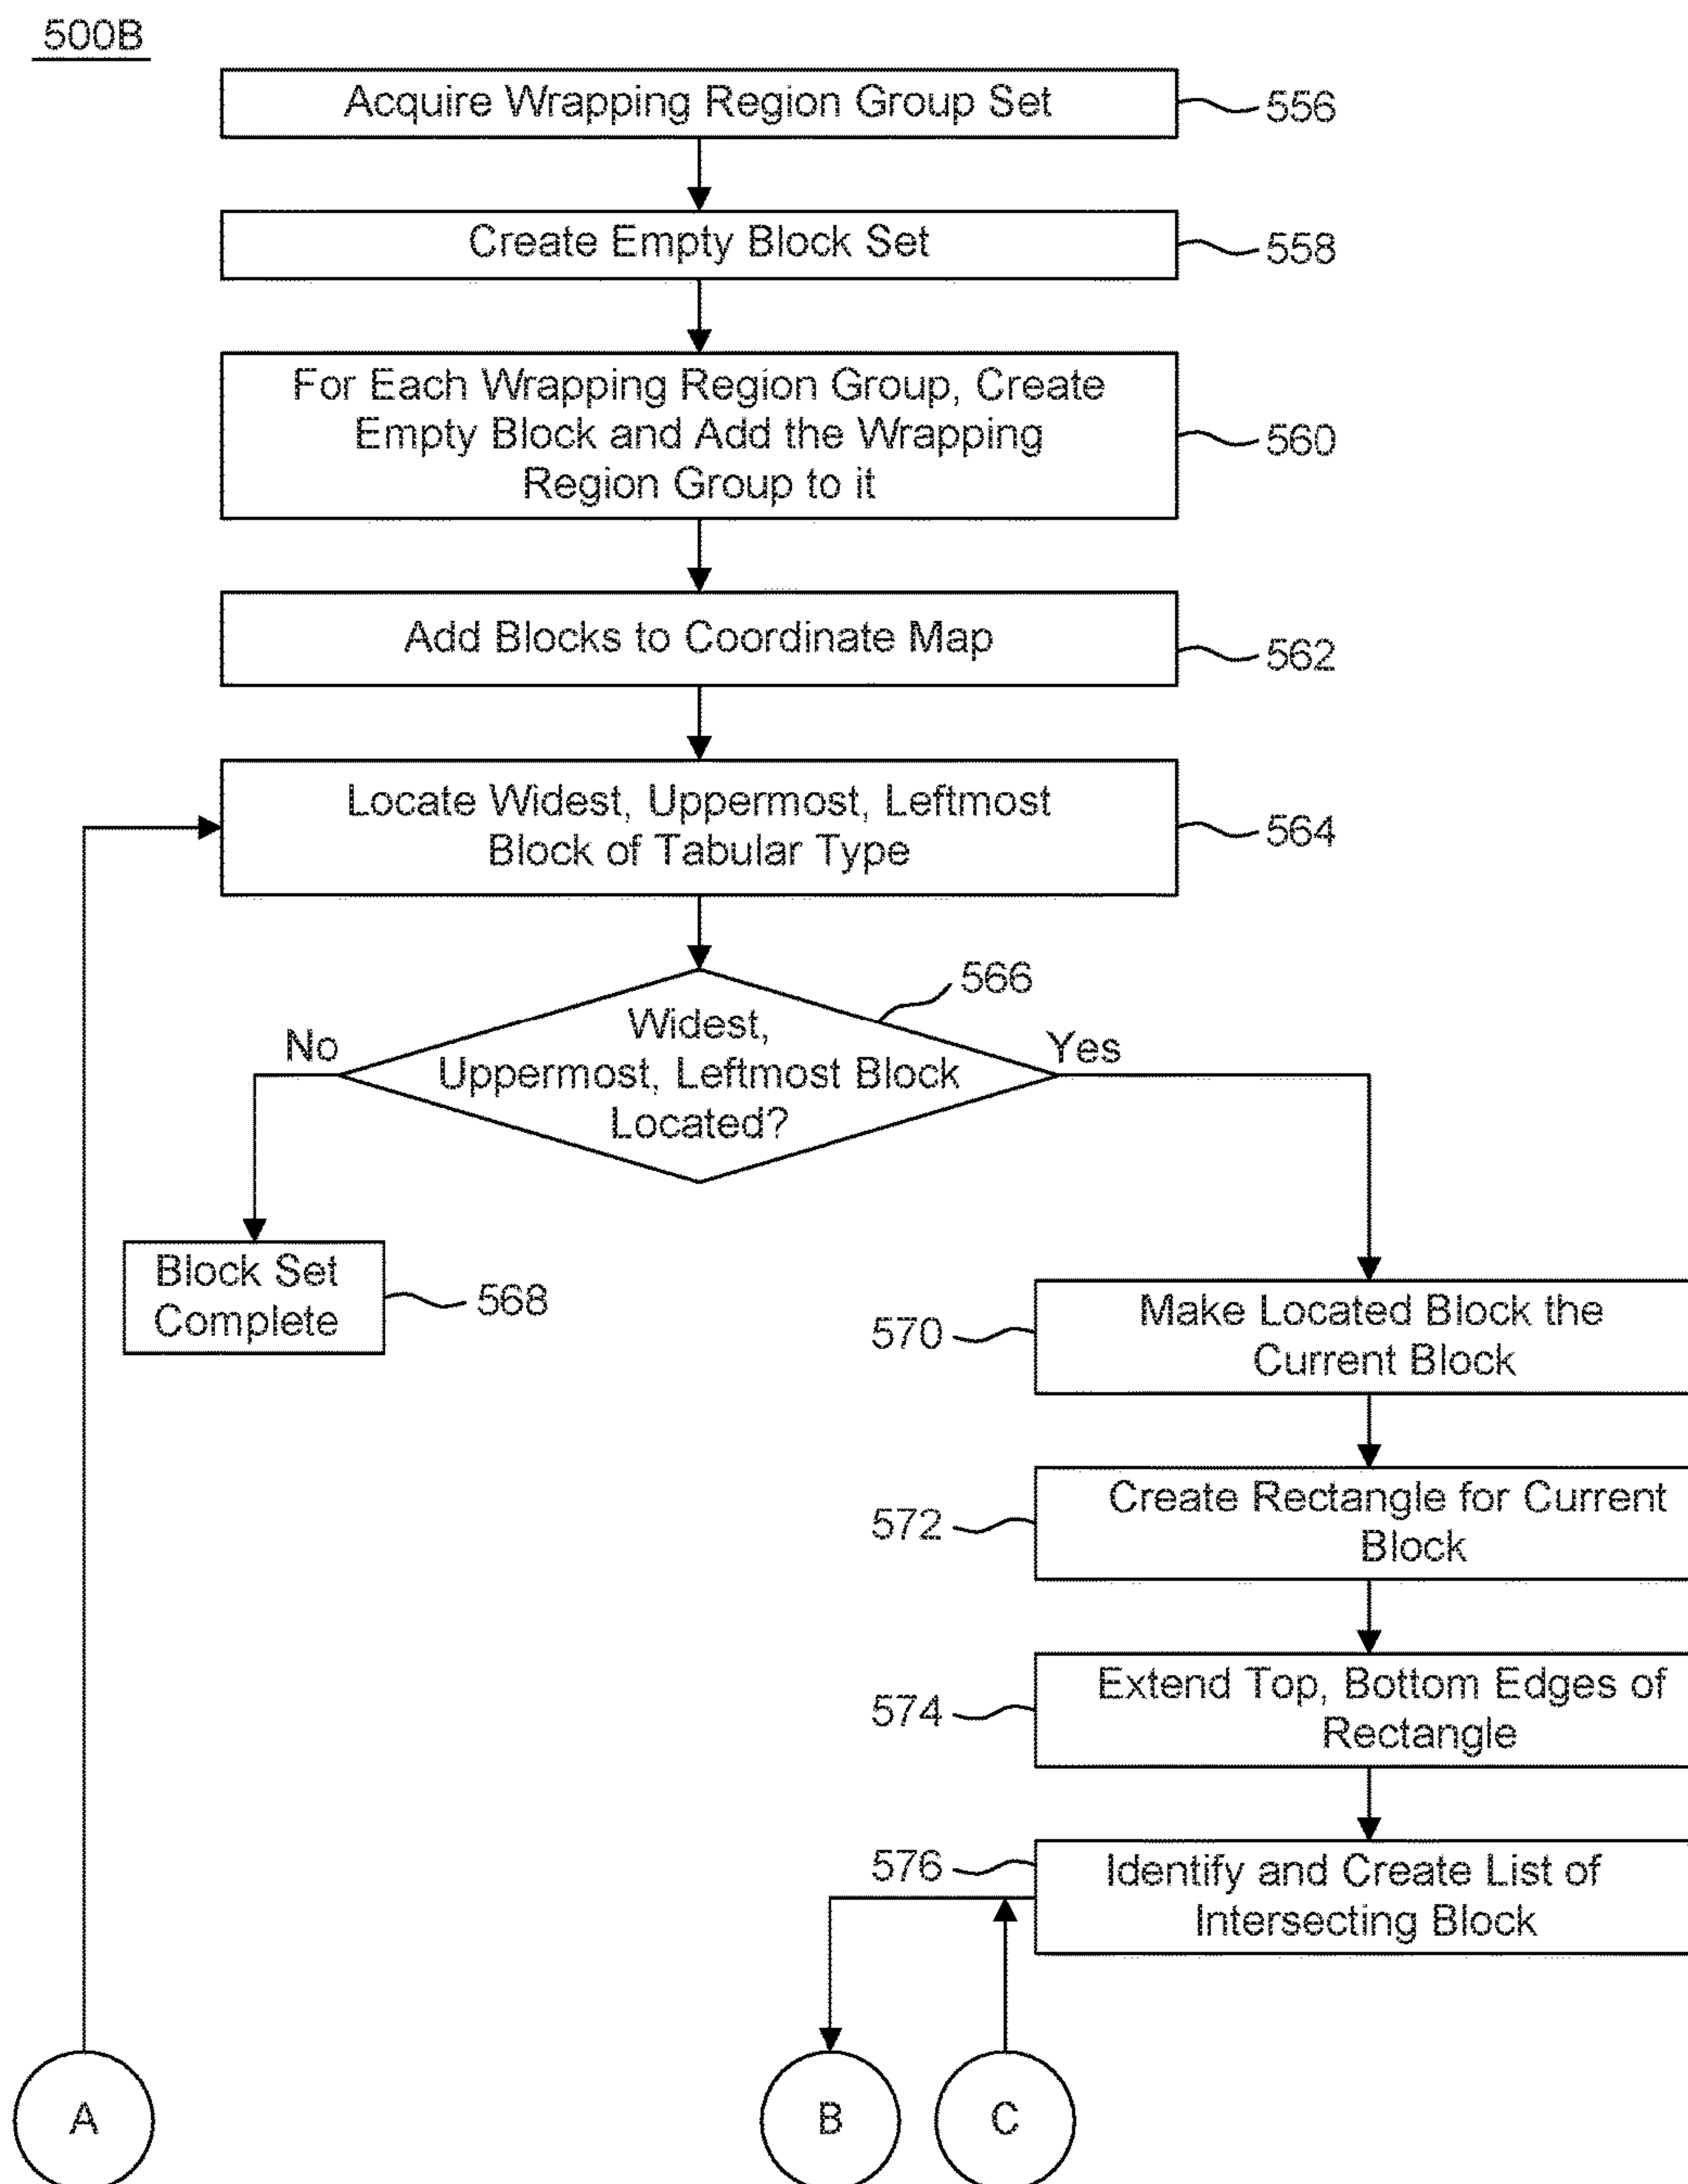 500B
Acquire Wrapping Region Group Set
556
Create Empty Block Set
558
For Each Wrapping Region Group, Create
Empty Block and Add the Wrapping
Region Group to it
560
Add Blocks to Coordinate Map
562
Locate Widest, Uppermost, Leftmost
Block of Tabular Type
564
566
Widest,
Uppermost, Leftmost Block
Located?
No
Yes
Block Set
Complete
568
Make Located Block the
Current Block
570
Create Rectangle for Current
Block
572
Extend Top, Bottom Edges of
Rectangle
574
Identify and Create List of
Intersecting Block
576
A
B
C